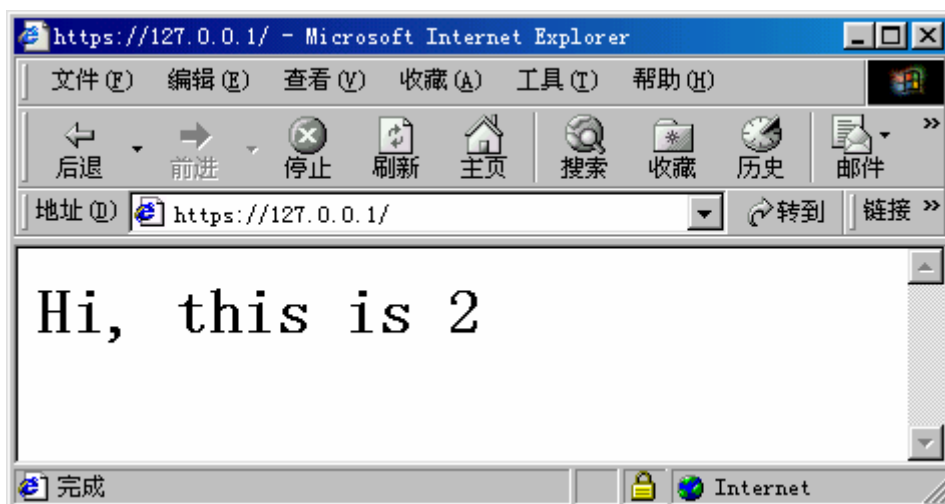 https://127.0.0.1/ - Microsoft Internet Explorer
文件(F) 编辑(E) 查看(V) 收藏(A) 工具(T) 帮助(H)
后退 前进 停止 刷新 主页 搜索 收藏 历史 邮件 »
地址(D) https://127.0.0.1/ 转到 链接 »
Hi, this is 2
完成 Internet